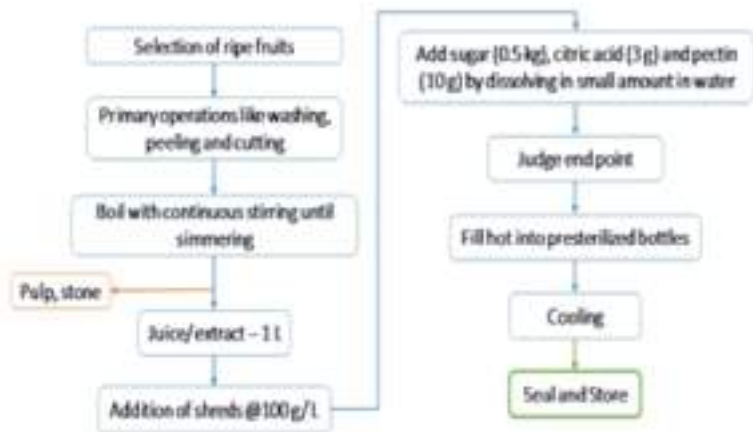 Selection of ripe fruits
Primary operations like washing,
peeling and cutting
Boil with continuous stirring until
simmering
Pulp, stone
Juice/extract – 1 L
Addition of shreds @100 g/L
Add sugar (0.5 kg), citric acid (3 g) and pectin
(10 g) by dissolving in small amount in water
Judge end point
Fill hot into presterilized bottles
Cooling
Seal and Store